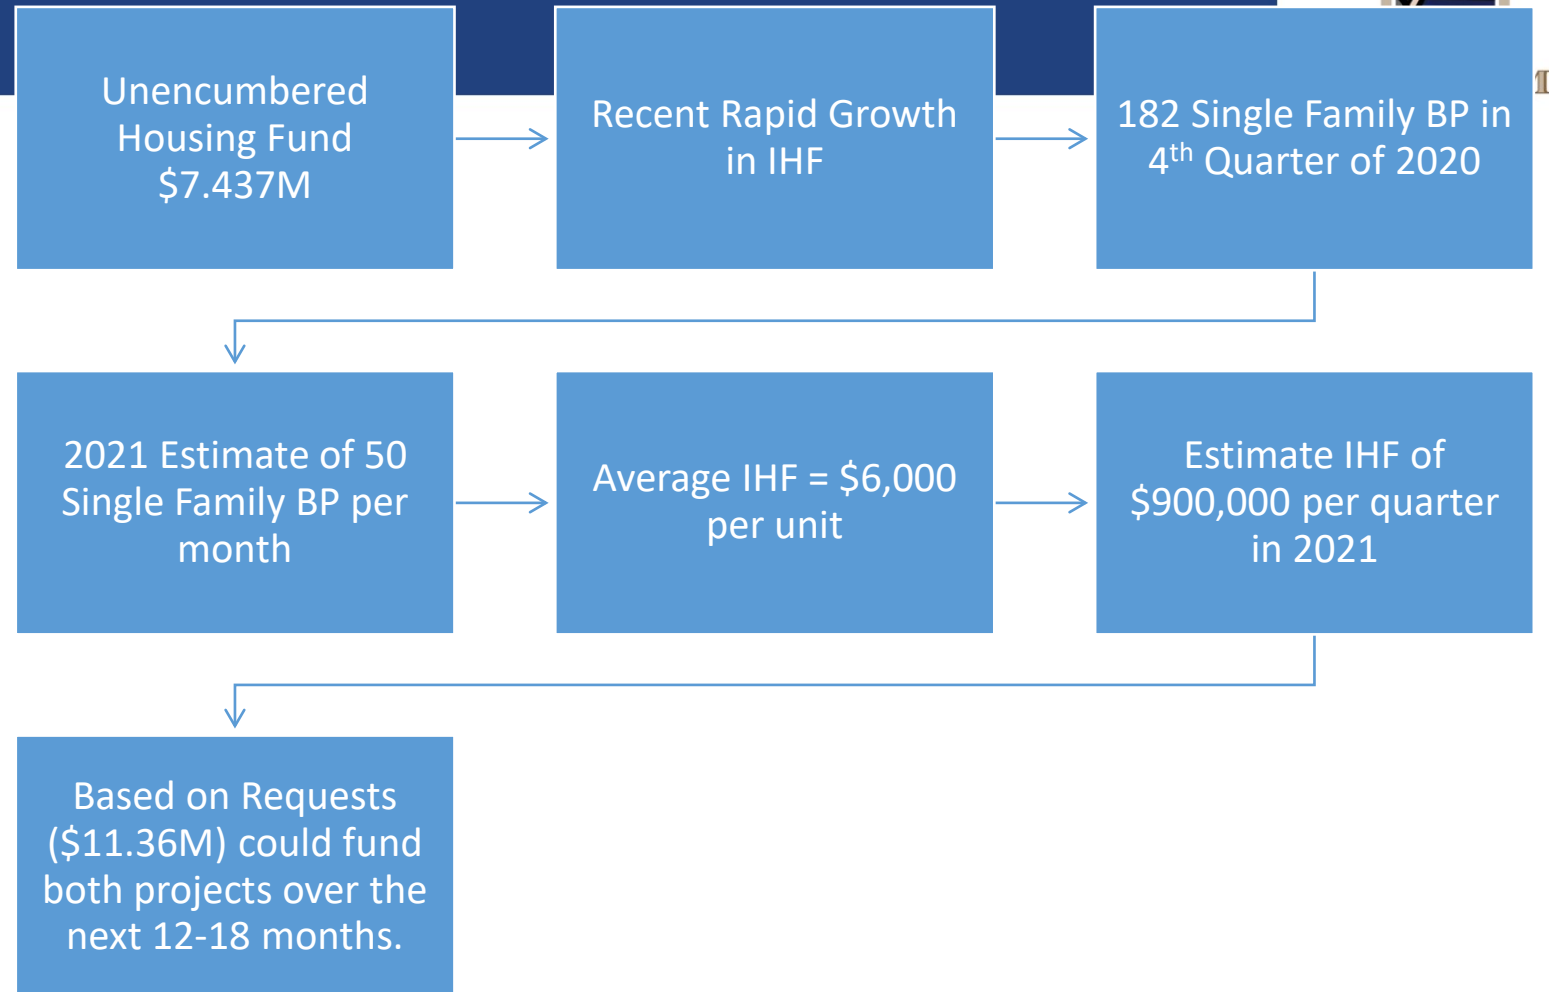 Unencumbered
Housing Fund
$7.437M
Recent Rapid Growth
in IHF
182 Single Family BP in
4th Quarter of 2020
2021 Estimate of 50
Single Family BP per
month
Average IHF = $6,000
per unit
Estimate IHF of
$900,000 per quarter
in 2021
Based on Requests
($11.36M) could fund
both projects over the
next 12-18 months.